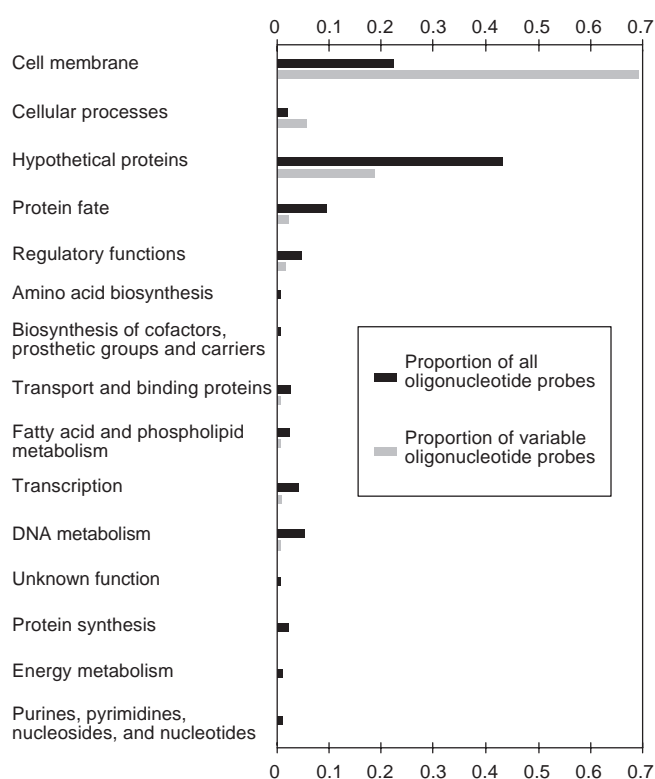 0 0.1 0.2 0.3 0.4 0.5 0.6 0.7
Cell membrane
Cellular processes
Hypothetical proteins
Protein fate
Regulatory functions
Amino acid biosynthesis
Biosynthesis of cofactors,
prosthetic groups and carriers
Transport and binding proteins
Fatty acid and phospholipid
metabolism
Transcription
DNA metabolism
Unknown function
Protein synthesis
Energy metabolism
Purines, pyrimidines,
nucleosides, and nucleotides
Proportion of all
oligonucleotide probes
Proportion of variable
oligonucleotide probes
0 0.1 0.2 0.3 0.4 0.5 0.6 0.7